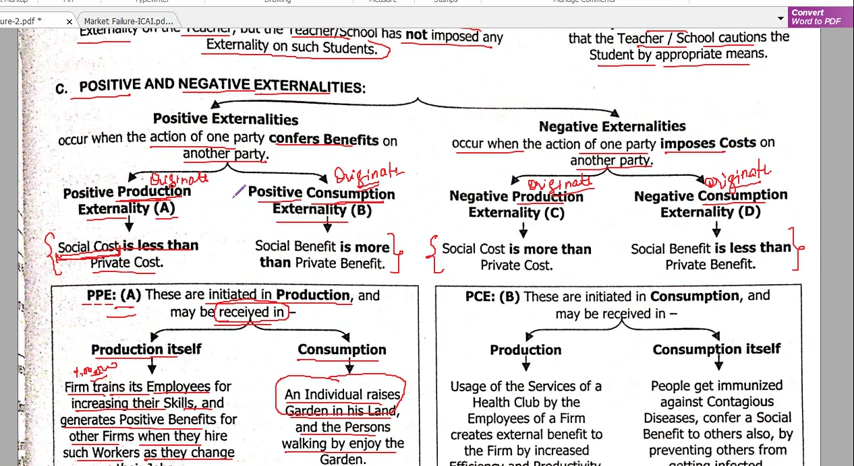 ure-2.pdf * ×
Market Failure-ICAI.pd...
Convert
Word to PDF
Externality on the Teacher, but the Teacher/School has not imposed any
Externality on such Students.
that the Teacher / School cautions the
Student by appropriate means.
C. POSITIVE AND NEGATIVE EXTERNALITIES:
Positive Externalities
occur when the action of one party confers Benefits on
another party.
Negative Externalities
occur when the action of one party imposes Costs on
another party.
Originate
Positive Production
Externality (A)
Originate
Positive Consumption
Externality (B)
Originate
Negative Production
Externality (C)
Originate
Negative Consumption
Externality (D)
Social Cost is less than
Private Cost.
Social Benefit is more
than Private Benefit.
Social Cost is more than
Private Cost.
Social Benefit is less than
Private Benefit.
PPE: (A) These are initiated in Production, and
may be received in –
Production itself
Firm trains its Employees for
increasing their Skills, and
generates Positive Benefits for
other Firms when they hire
such Workers as they change
Consumption
An Individual raises
Garden in his Land,
and the Persons
walking by enjoy the
Garden.
PCE: (B) These are initiated in Consumption, and
may be received in –
Production
Usage of the Services of a
Health Club by the
Employees of a Firm
creates external benefit to
the Firm by increased
Efficiency and Productivity
Consumption itself
People get immunized
against Contagious
Diseases, confer a Social
Benefit to others also, by
preventing others from
getting infected